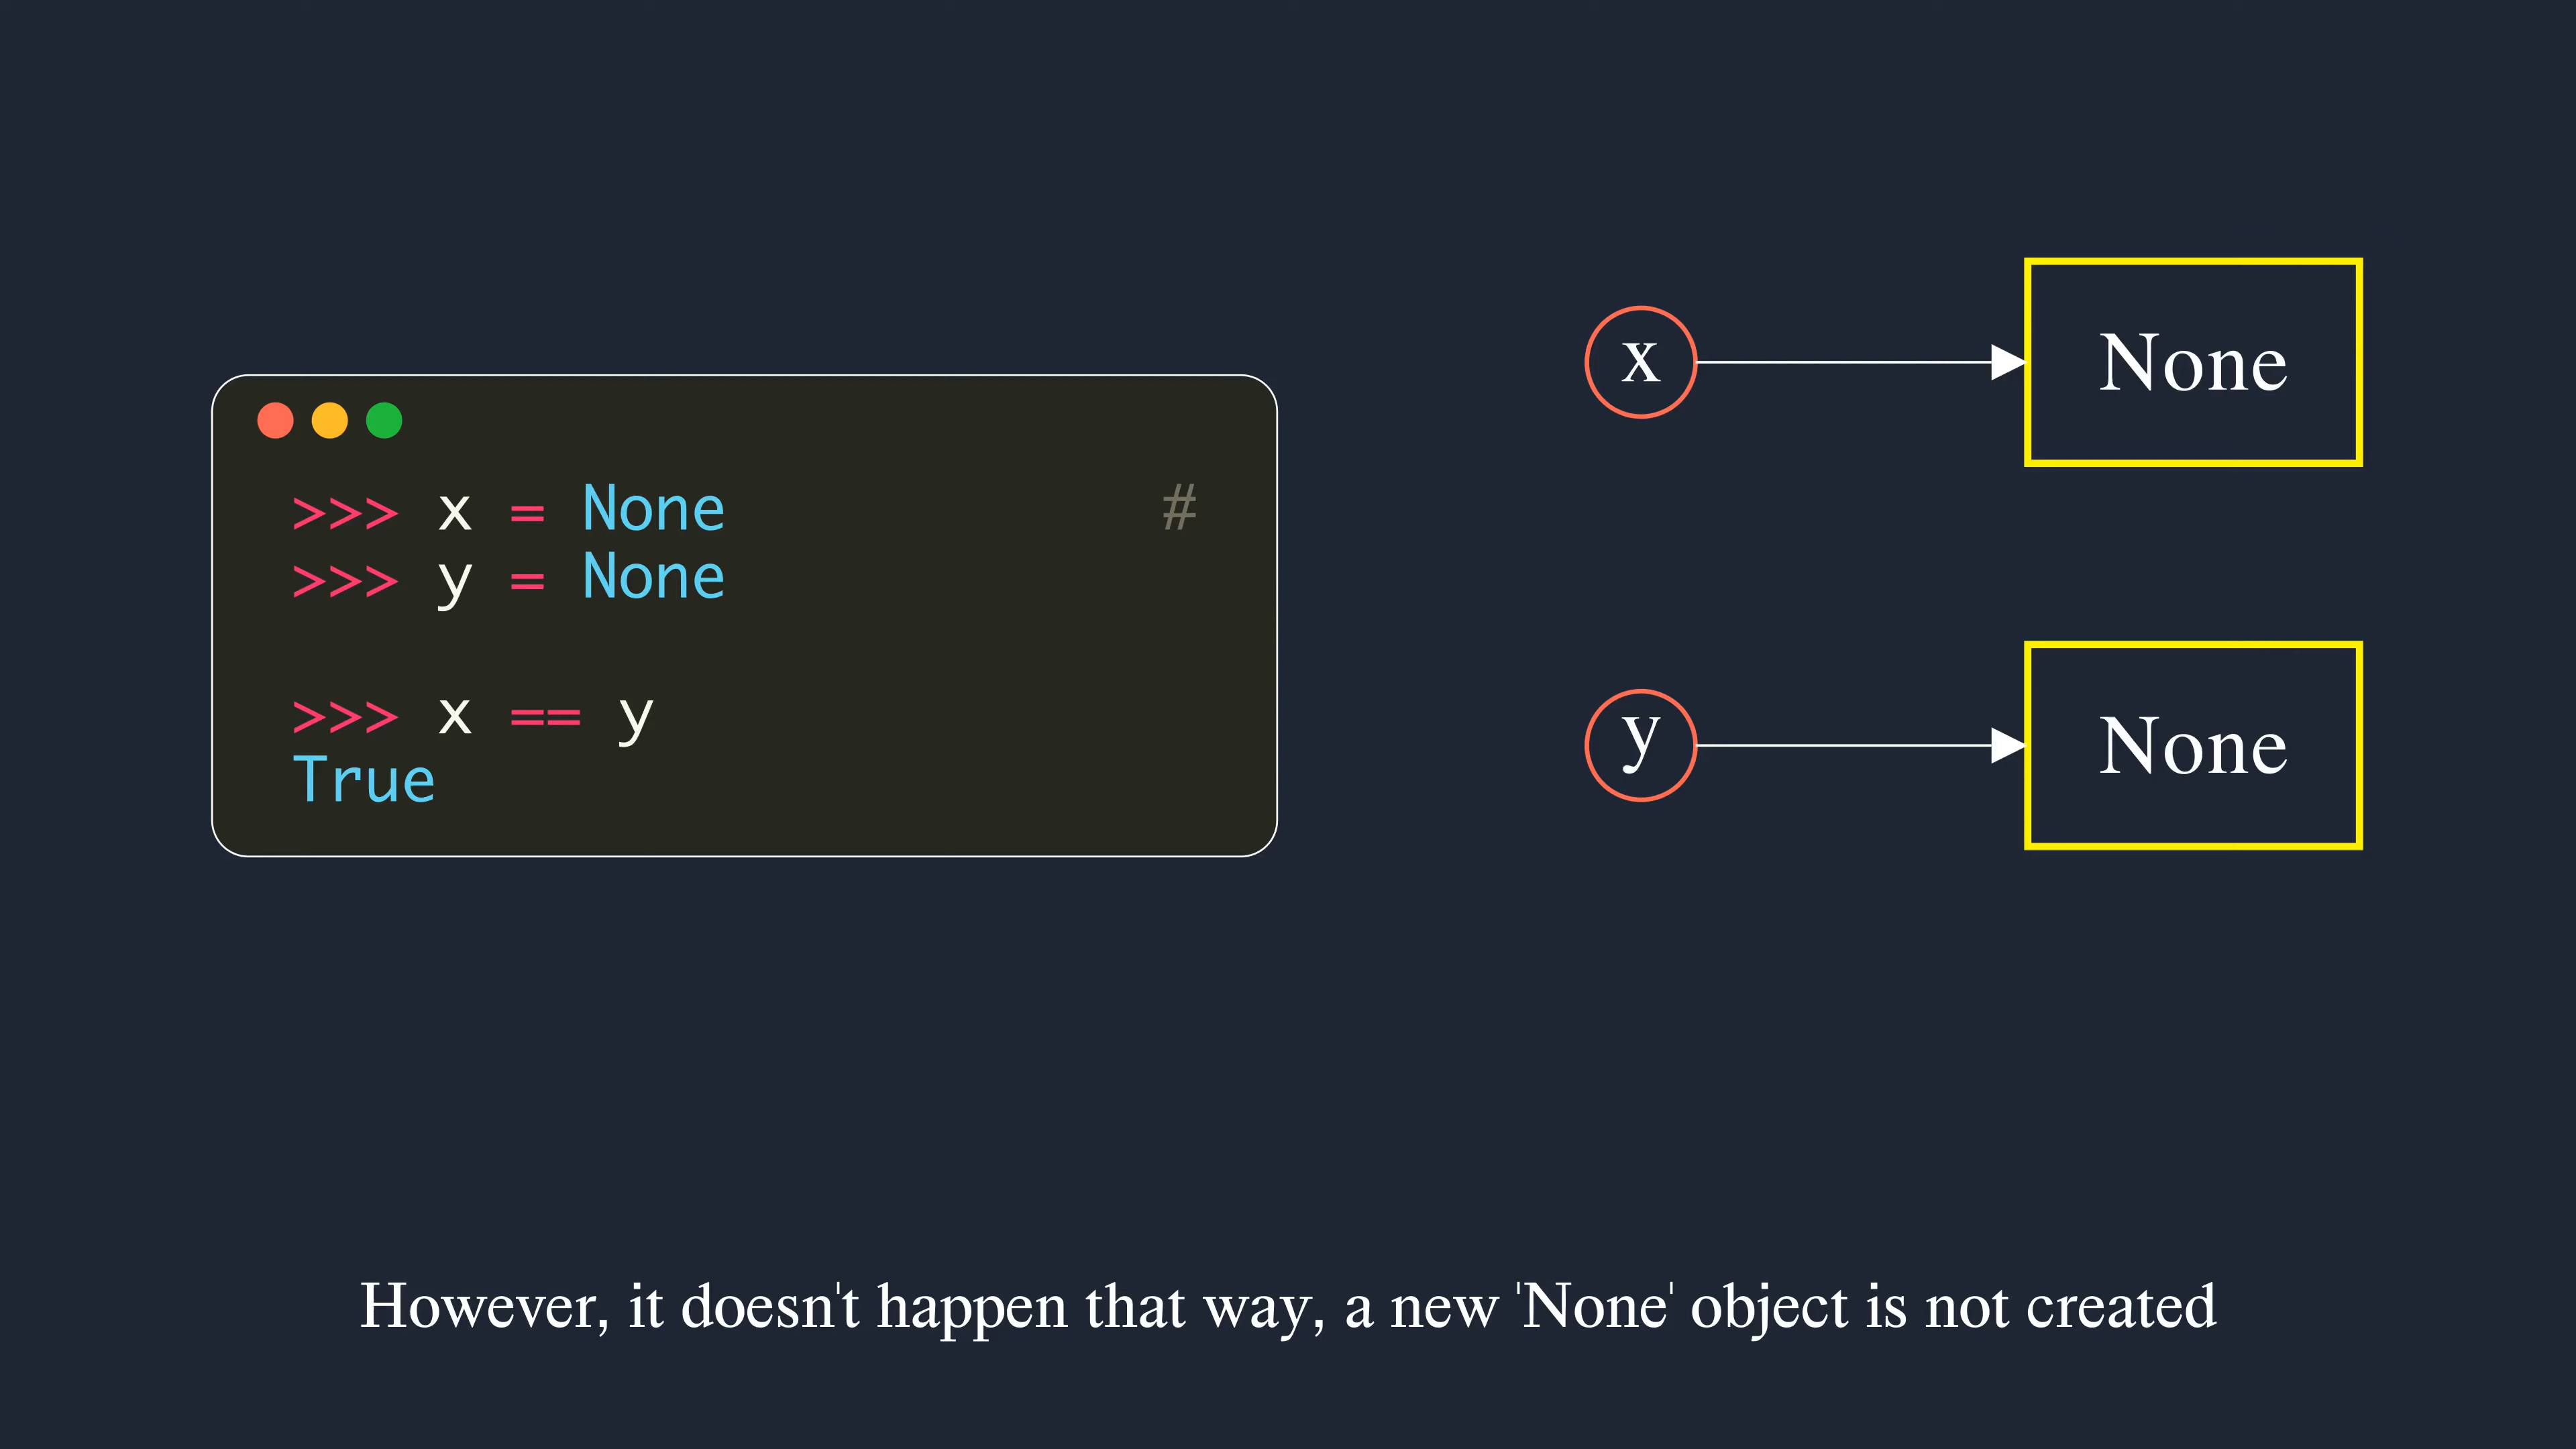 >>> x = None #
>>> y = None
>>> x == y
True
x
None
y
None
However, it doesn't happen that way, a new 'None' object is not created